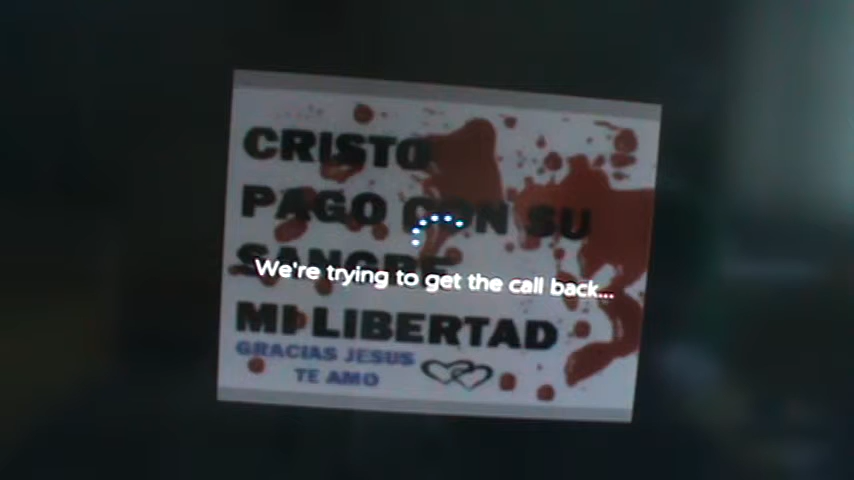 CRISTO
PAGO CON SU
SANGRE
We're trying to get the call back...
MI LIBERTAD
GRACIAS JESUS
TE AMO